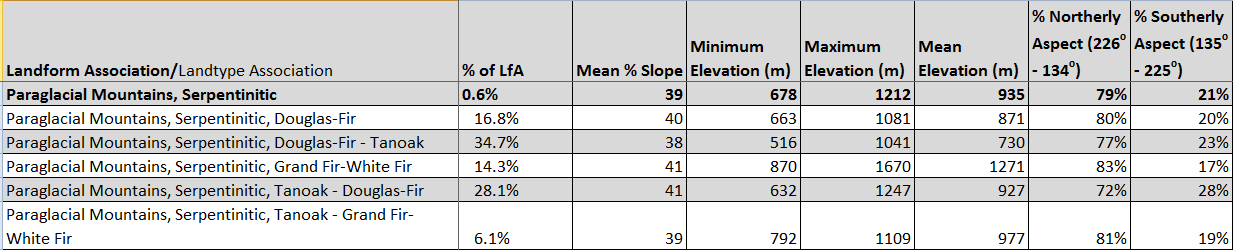 Landform Association/Landtype Association | % of LfA | Mean % Slope | Minimum Elevation (m) | Maximum Elevation (m) | Mean Elevation (m) | % Northerly Aspect (226° - 134°) | % Southerly Aspect (135° - 225°)
Paraglacial Mountains, Serpentinitic | 0.6% | 39 | 678 | 1212 | 935 | 79% | 21%
Paraglacial Mountains, Serpentinitic, Douglas-Fir | 16.8% | 40 | 663 | 1081 | 871 | 80% | 20%
Paraglacial Mountains, Serpentinitic, Douglas-Fir - Tanoak | 34.7% | 38 | 516 | 1041 | 730 | 77% | 23%
Paraglacial Mountains, Serpentinitic, Grand Fir-White Fir | 14.3% | 41 | 870 | 1670 | 1271 | 83% | 17%
Paraglacial Mountains, Serpentinitic, Tanoak - Douglas-Fir | 28.1% | 41 | 632 | 1247 | 927 | 72% | 28%
Paraglacial Mountains, Serpentinitic, Tanoak - Grand Fir-
White Fir | 6.1% | 39 | 792 | 1109 | 977 | 81% | 19%